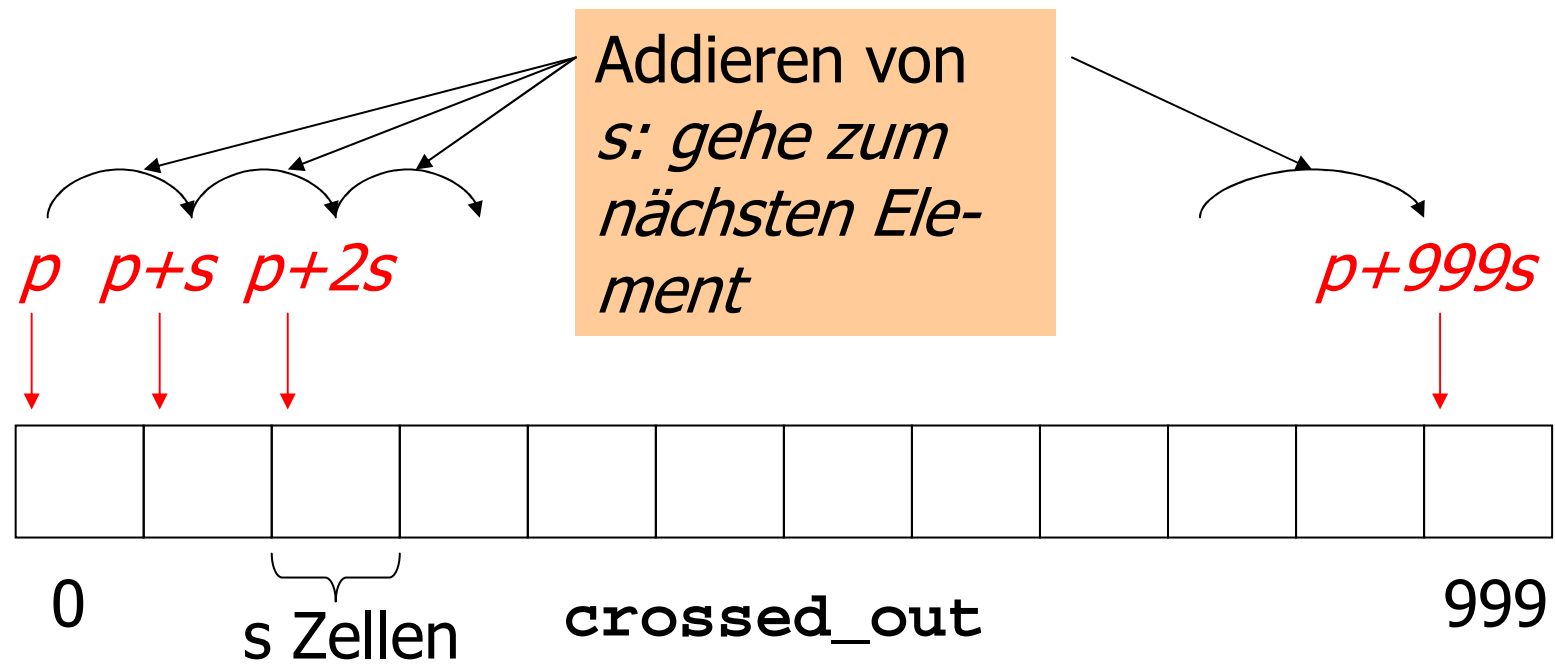 Addieren von
s: gehe zum
nächsten Ele-
ment
p p+s p+2s p+999s
0 999
s Zellen crossed_out